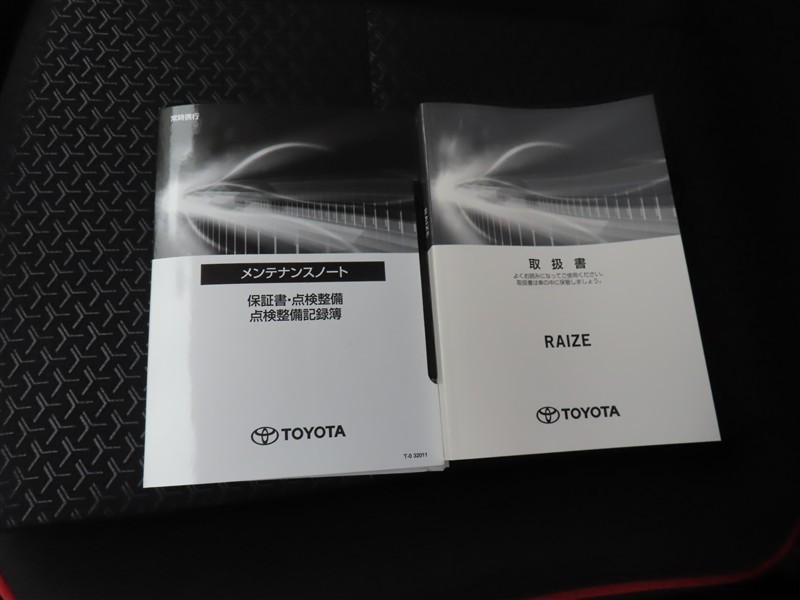 常時携行
メンテナンスノート
保証書・点検整備
点検整備記録簿
TOYOTA
T-0 32011
取扱書
よくお読みになってご使用ください。
取扱書は車の中に保管しましょう。
RAIZE
TOYOTA